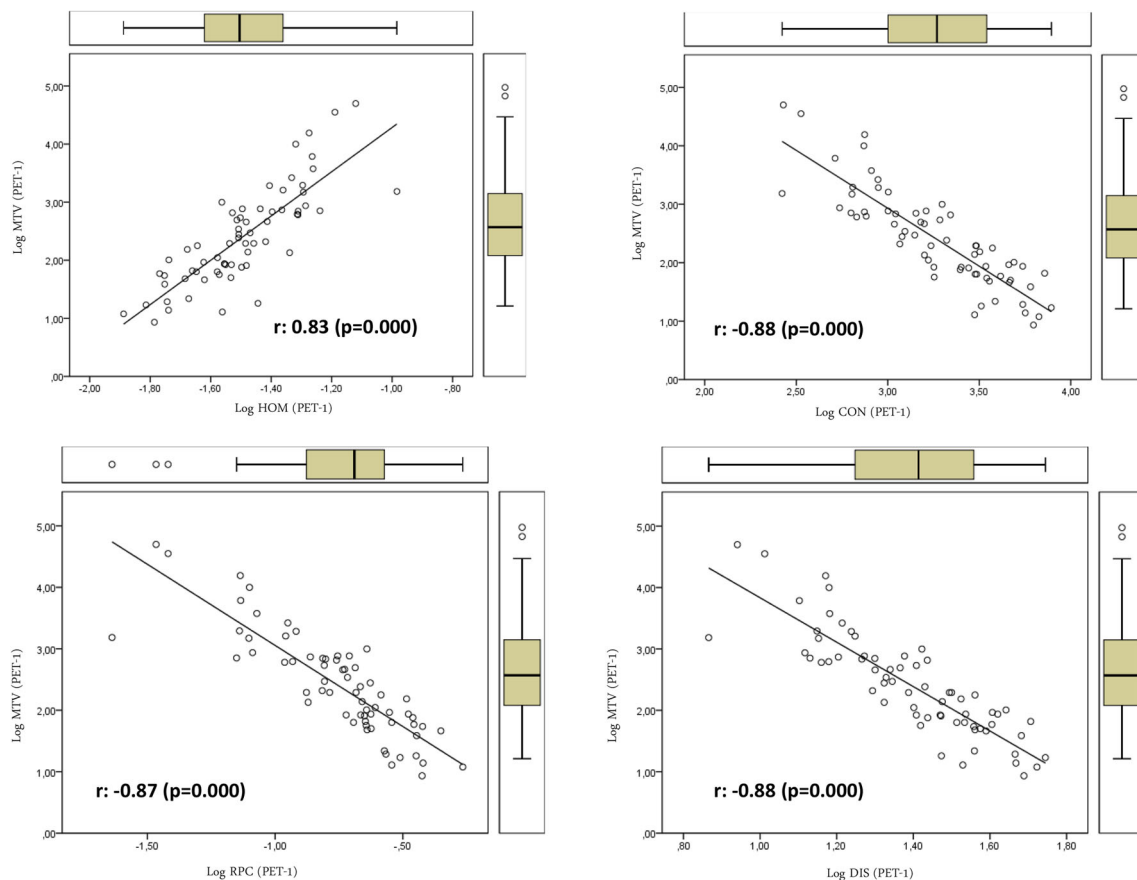 5,00
4,00
3,00
2,00
1,00
,00
Log MTV (PET-1)
r: 0.83 (p=0.000)
-2,00 -1,80 -1,60 -1,40 -1,20 -1,00 -,80
Log HOM (PET-1)
5,00
4,00
3,00
2,00
1,00
,00
Log MTV (PET-1)
r: -0.88 (p=0.000)
2,00 2,50 3,00 3,50 4,00
Log CON (PET-1)
5,00
4,00
3,00
2,00
1,00
,00
Log MTV (PET-1)
r: -0.87 (p=0.000)
-1,50 -1,00 -,50
Log RPC (PET-1)
5,00
4,00
3,00
2,00
1,00
,00
Log MTV (PET-1)
r: -0.88 (p=0.000)
,80 1,00 1,20 1,40 1,60 1,80
Log DIS (PET-1)